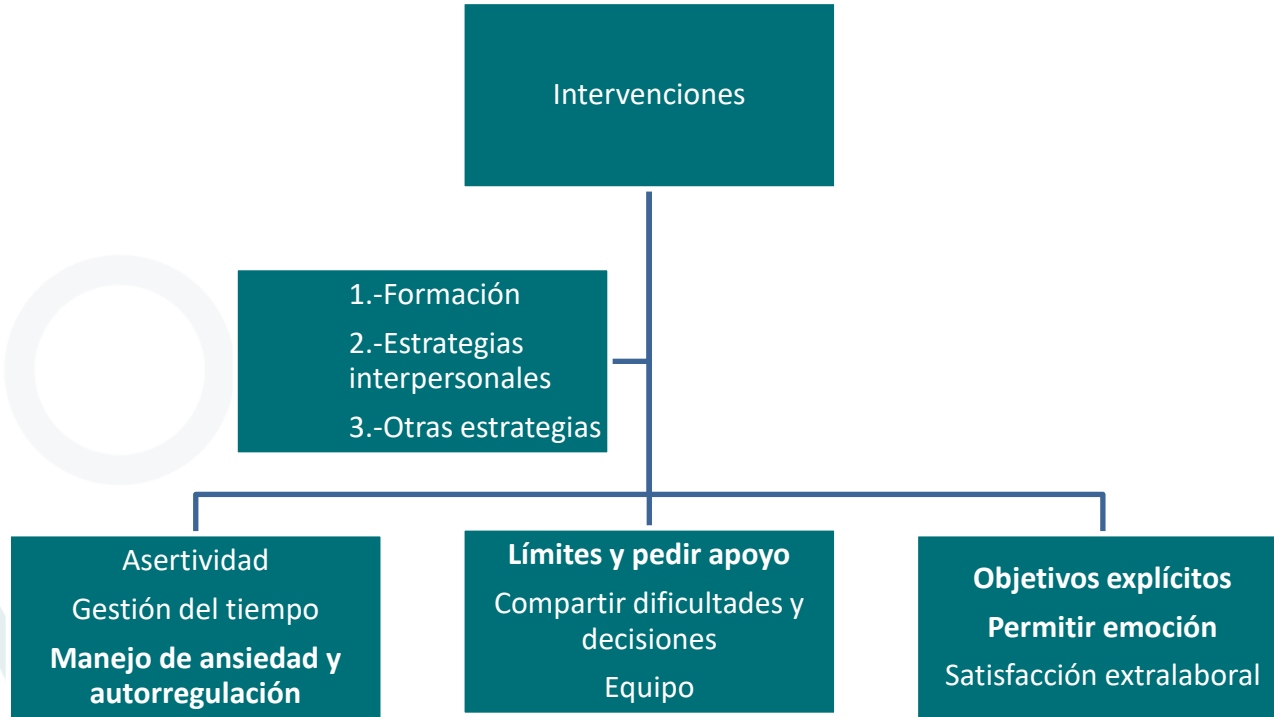 Intervenciones
1.-Formación
2.-Estrategias
interpersonales
3.-Otras estrategias
Asertividad
Gestión del tiempo
Manejo de ansiedad y
autorregulación
Límites y pedir apoyo
Compartir dificultades y
decisiones
Equipo
Objetivos explícitos
Permitir emoción
Satisfacción extralaboral